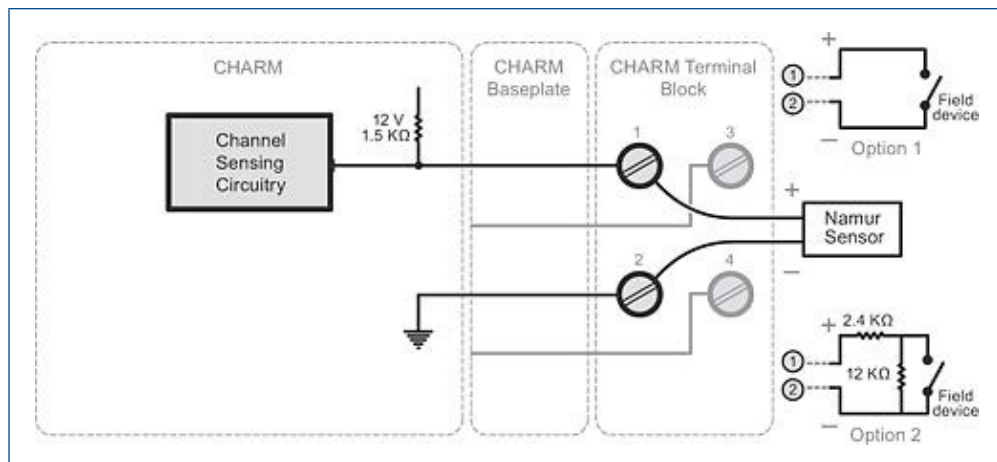 CHARM
CHARM
Baseplate
CHARM Terminal
Block
12 V
1.5 KΩ
Channel
Sensing
Circuitry
1
3
2
4
+
Namur
Sensor
−
+
1
2
−
Field
device
Option 1
+
2.4 KΩ
1
12 KΩ
2
−
Field
device
Option 2